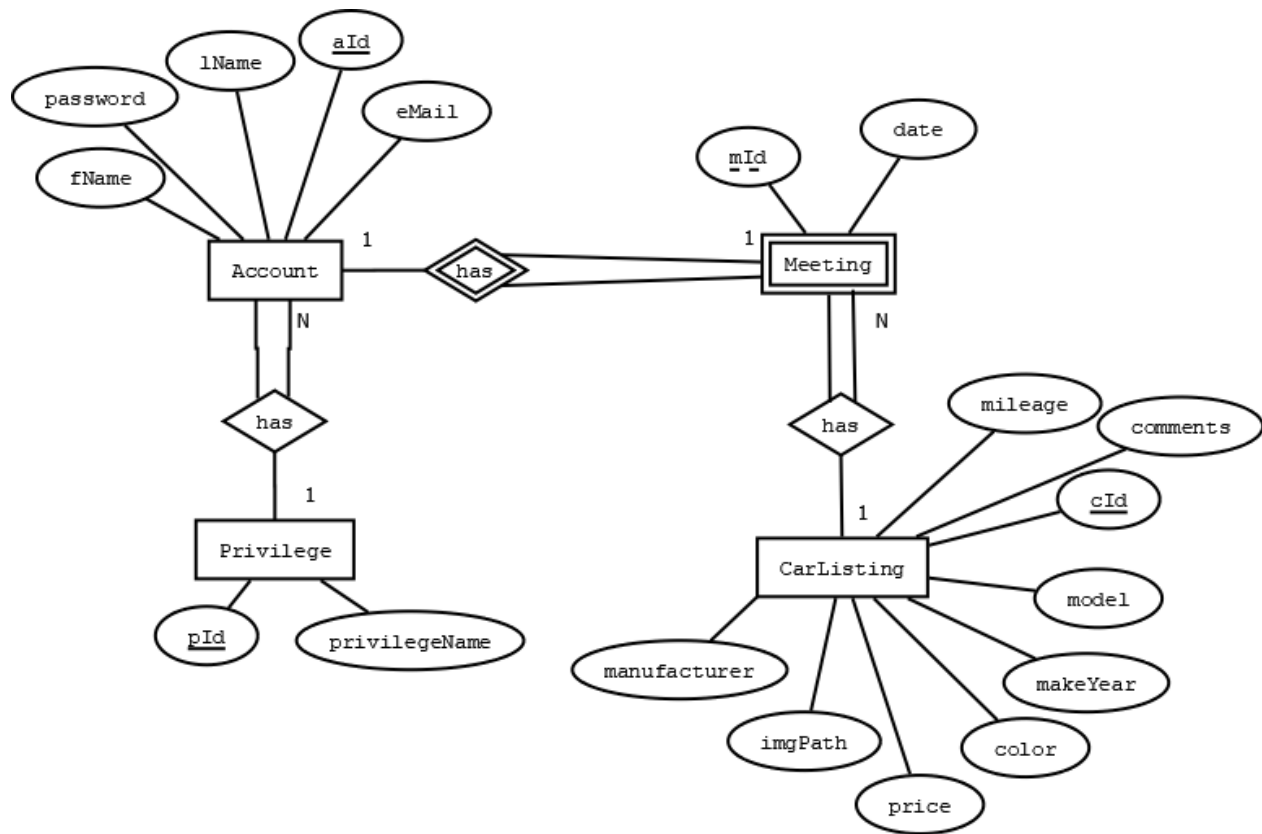 aId
lName
password
eMail
fName
date
mId
Account
1
has
1
Meeting
N
N
has
has
mileage
comments
cId
1
1
Privilege
CarListing
model
pId
privilegeName
manufacturer
makeYear
imgPath
color
price